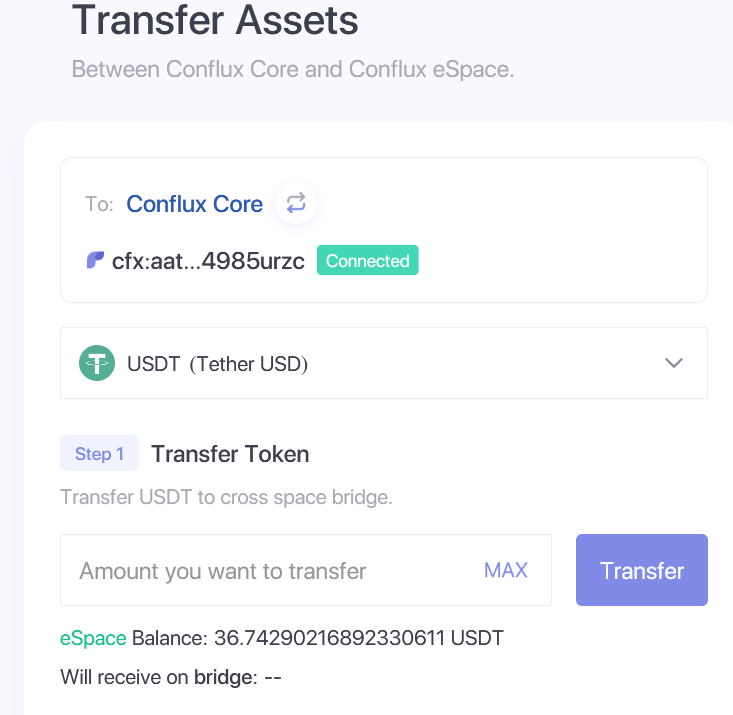 Transfer Assets
Between Conflux Core and Conflux eSpace.
To: Conflux Core
cfx:aat...4985urzc Connected
USDT (Tether USD)
Step 1 Transfer Token
Transfer USDT to cross space bridge.
Amount you want to transfer MAX Transfer
eSpace Balance: 36.74290216892330611 USDT
Will receive on bridge: --